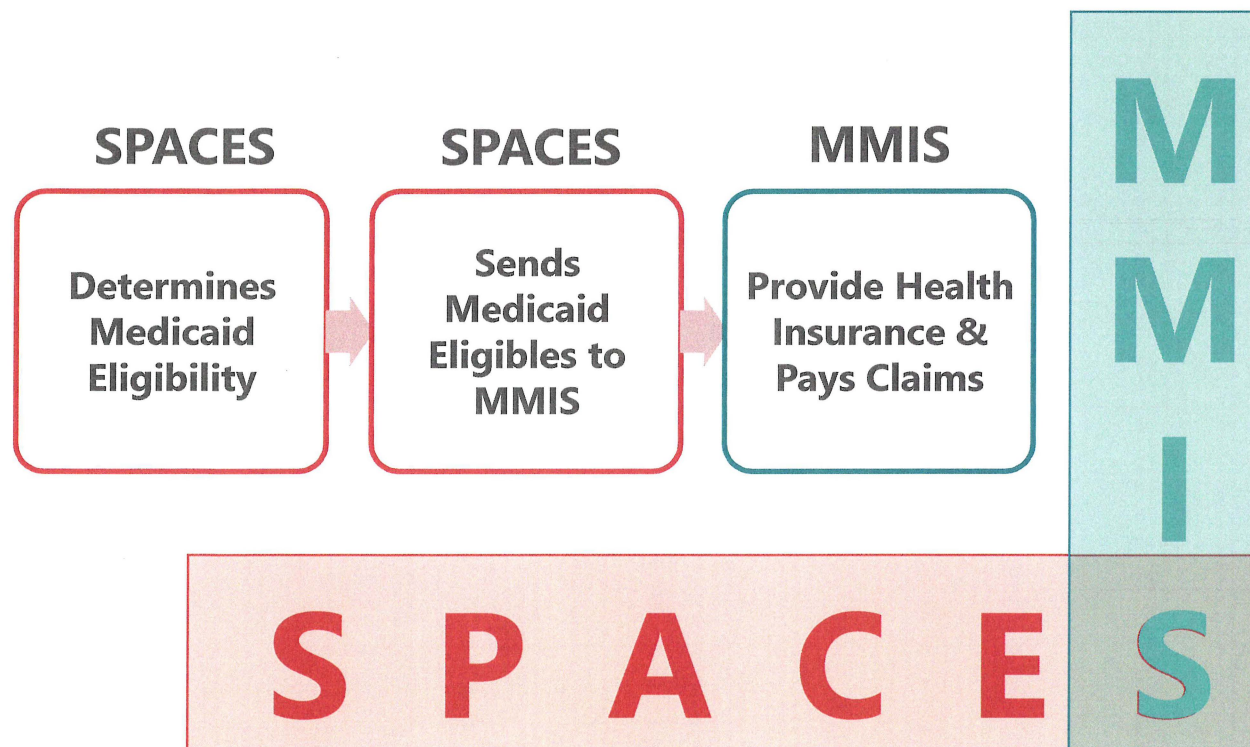 SPACES
SPACES
MMIS
Determines
Medicaid
Eligibility
Sends
Medicaid
Eligibles to
MMIS
Provide Health
Insurance &
Pays Claims
M
M
I
S
S P A C E S